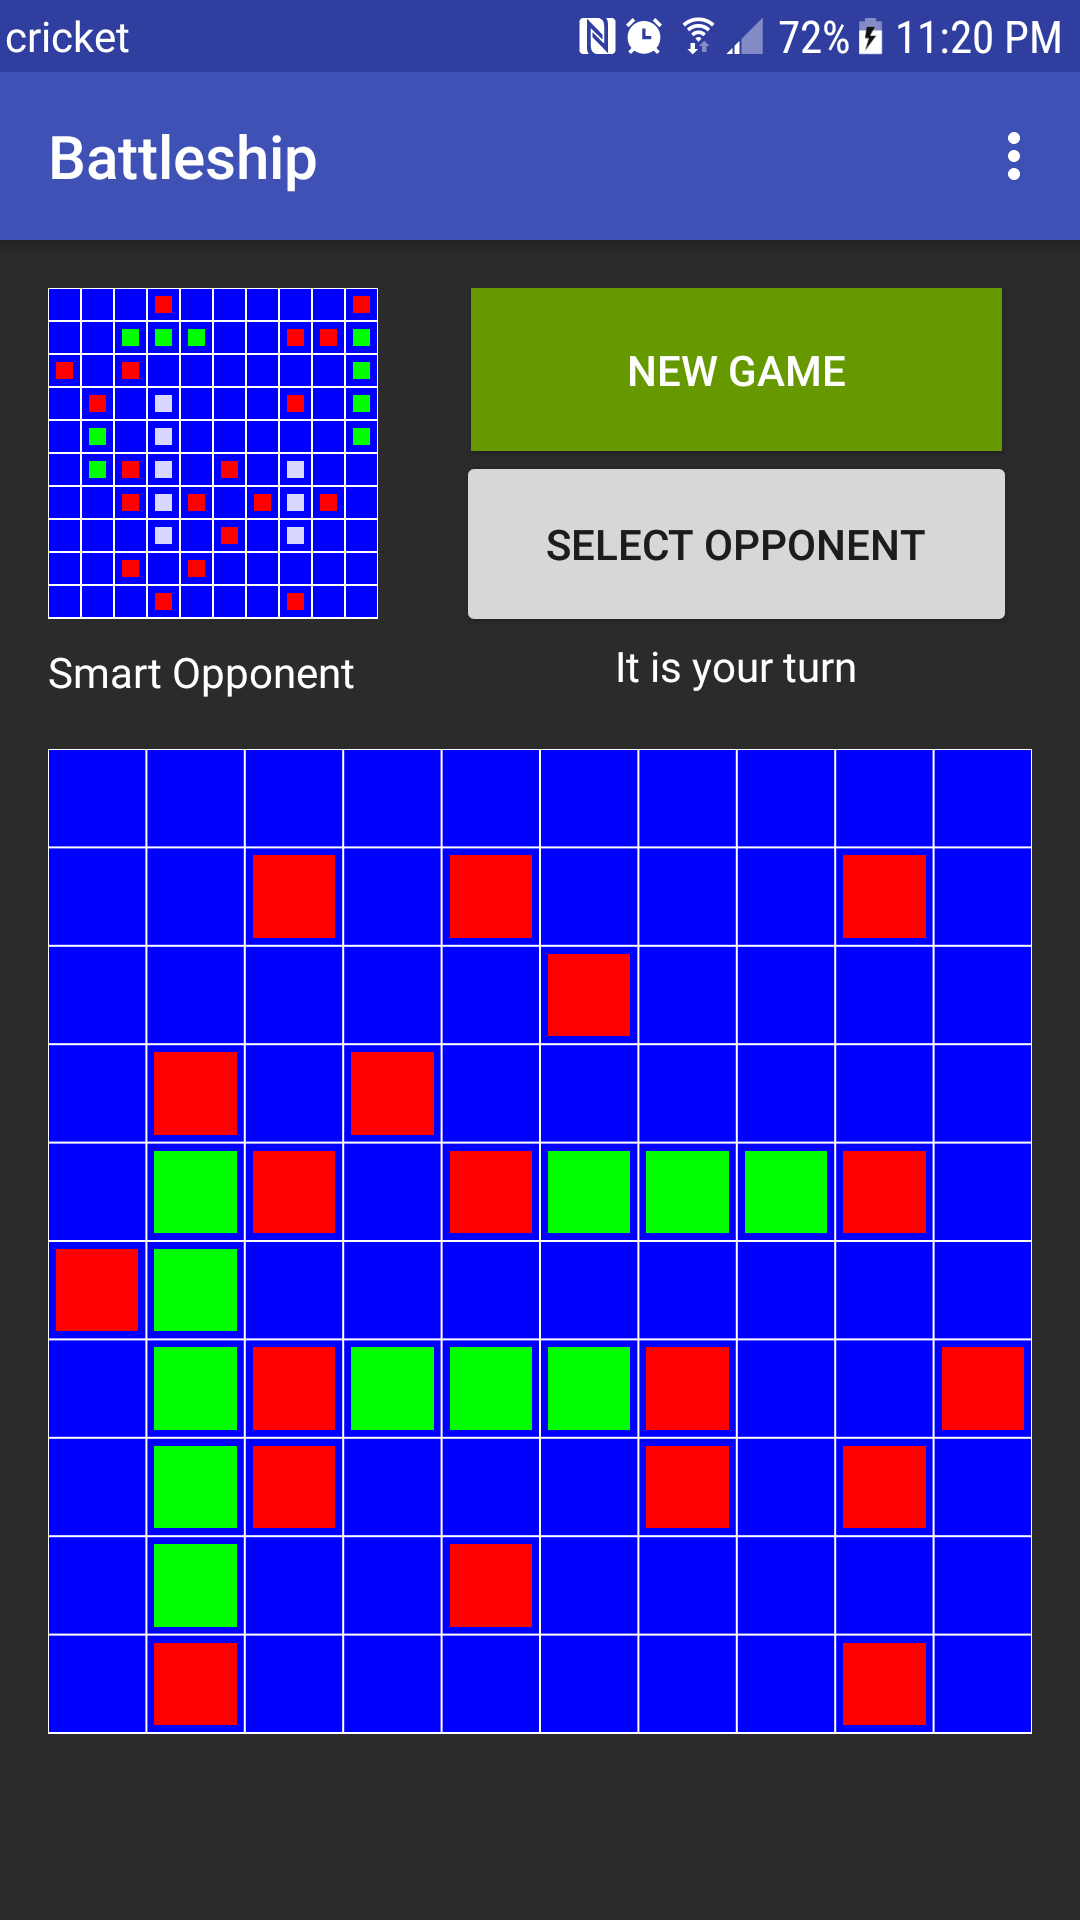 cricket 72% 11:20 PM
Battleship
NEW GAME
SELECT OPPONENT
Smart Opponent
It is your turn